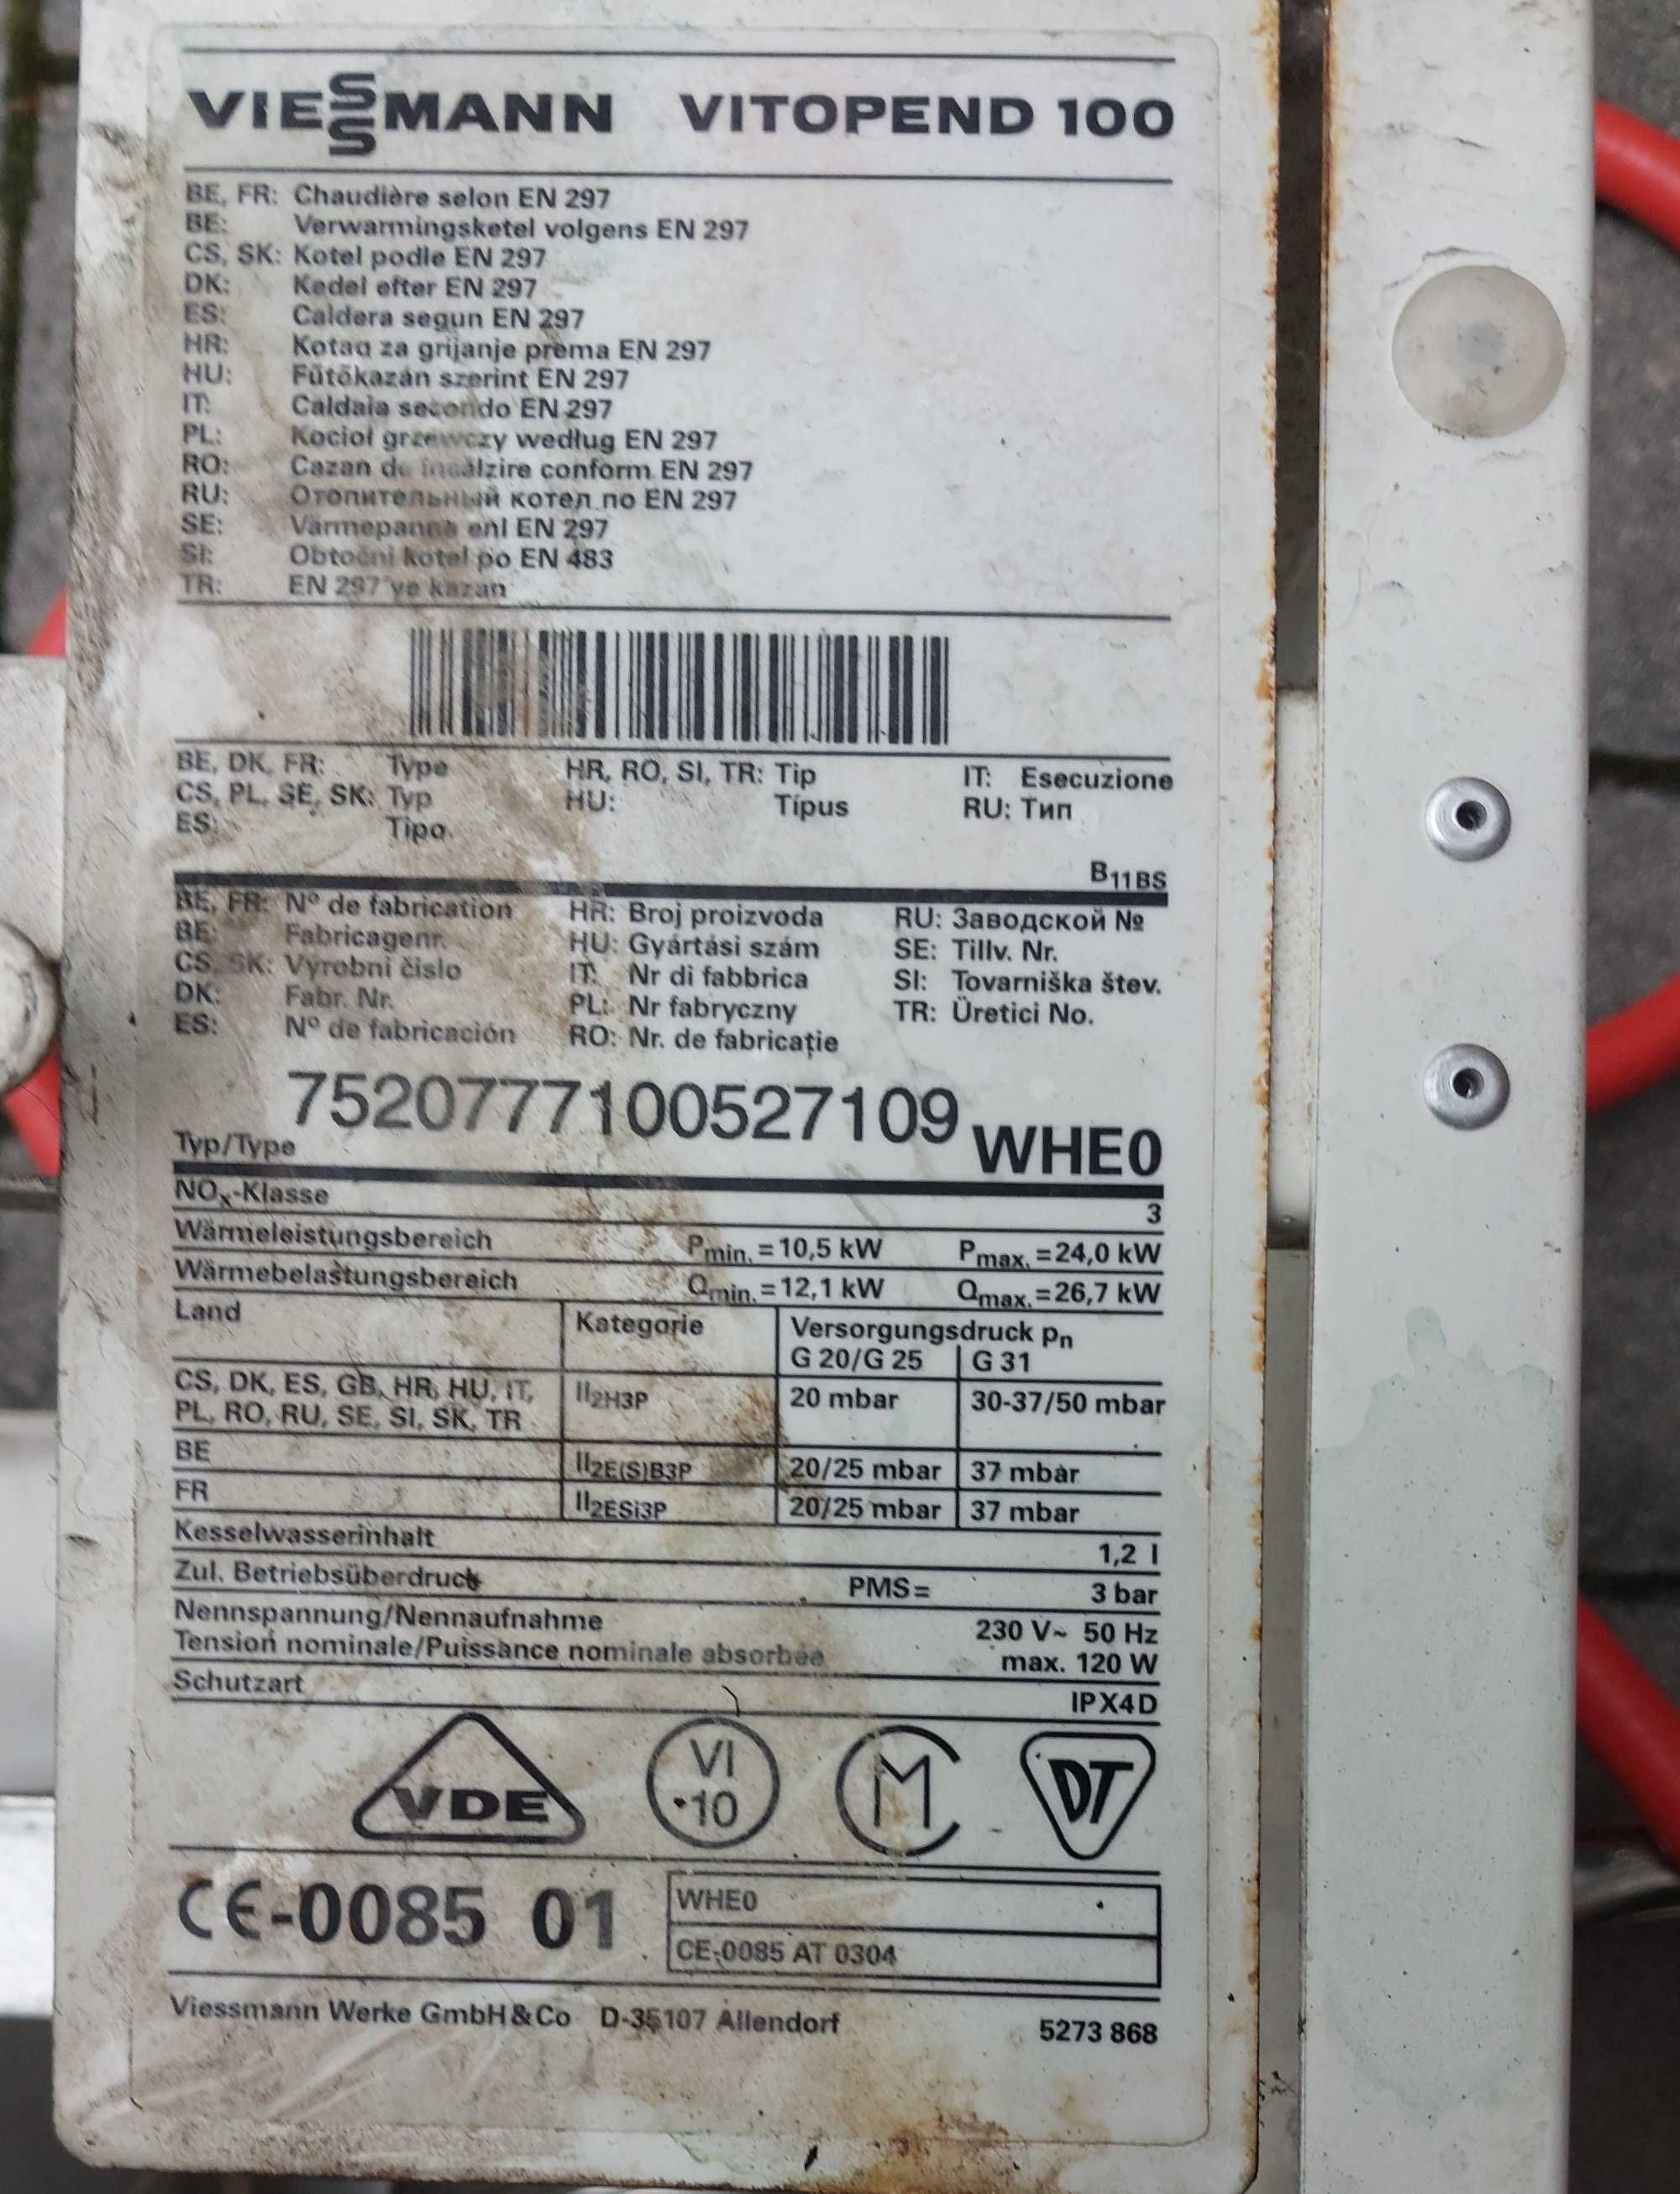 VIESSMANN VITOPEND 100
BE, FR: Chaudière selon EN 297
BE: Verwarmingsketel volgens EN 297
CS, SK: Kotel podle EN 297
DK: Kedel efter EN 297
ES: Caldera segun EN 297
HR: Kotao za grijanje prema EN 297
HU: Fűtőkazán szerint EN 297
IT: Caldaia secondo EN 297
PL: Kocioł grzewczy według EN 297
RO: Cazan de încălzire conform EN 297
RU: Отопительный котел по EN 297
SE: Värmepanna enl EN 297
SI: Obtočni kotel po EN 483
TR: EN 297'ye kazan
BE, DK, FR: Type HR, RO, SI, TR: Tip IT: Esecuzione
CS, PL, SE, SK: Typ HU: Típus RU: Тип
ES: Tipo
B11BS
BE, FR: Nº de fabrication HR: Broj proizvoda RU: Заводской №
BE: Fabricagenr. HU: Gyártási szám SE: Tillv. Nr.
CS, SK: Výrobní číslo IT: Nr di fabbrica SI: Tovarniška štev.
DK: Fabr. Nr. PL: Nr fabryczny TR: Üretici No.
ES: Nº de fabricación RO: Nr. de fabricație
7520777100527109
Typ/Type WHE0
NOx-Klasse 3
Wärmeleistungsbereich Pmin. = 10,5 kW Pmax. = 24,0 kW
Wärmebelastungsbereich Qmin. = 12,1 kW Qmax. = 26,7 kW
Land Kategorie Versorgungsdruck pn
G 20/G 25 G 31
CS, DK, ES, GB, HR, HU, IT, II2H3P 20 mbar 30-37/50 mbar
PL, RO, RU, SE, SI, SK, TR
BE II2E(S)B3P 20/25 mbar 37 mbar
FR II2ESi3P 20/25 mbar 37 mbar
Kesselwasserinhalt 1,2 l
Zul. Betriebsüberdruck PMS= 3 bar
Nennspannung/Nennaufnahme 230 V~ 50 Hz
Tension nominale/Puissance nominale absorbée max. 120 W
Schutzart IPX4D
VDE VI 10 CM DT
CE-0085 01 WHE0
CE-0085 AT 0304
Viessmann Werke GmbH&Co D-35107 Allendorf 5273 868